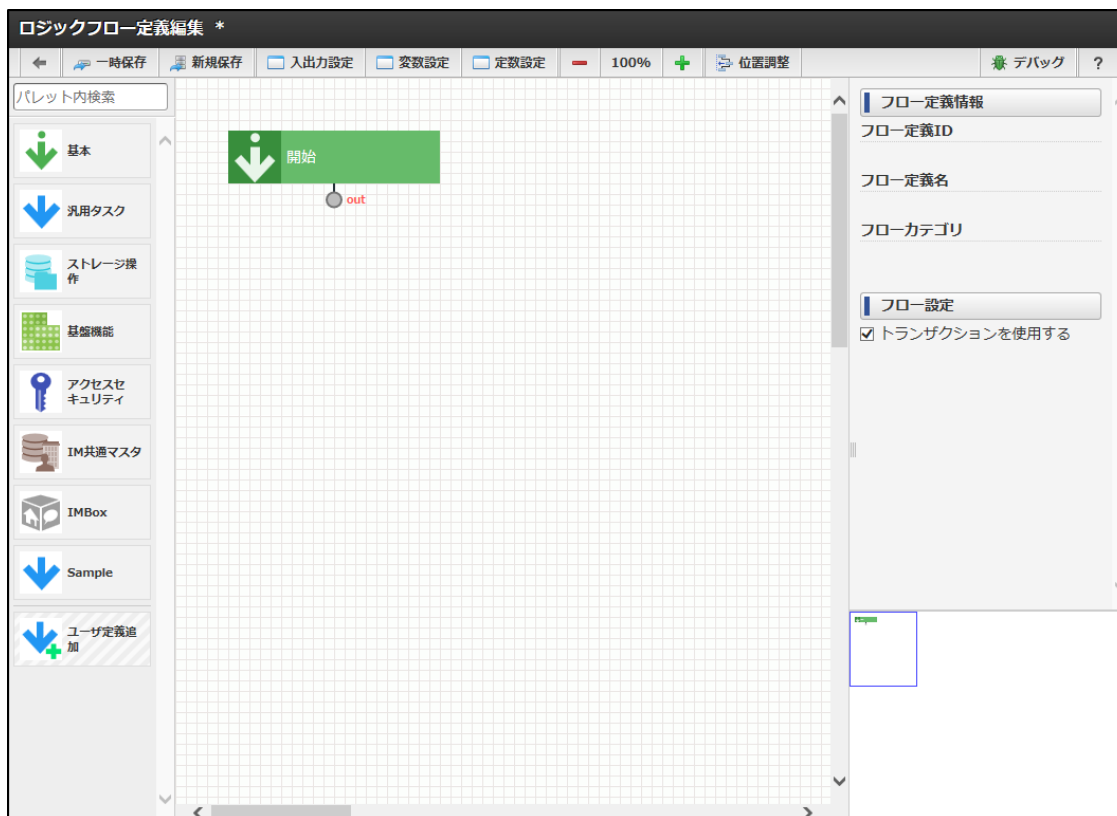 ロジックフロー定義編集 *
一時保存 新規保存 入出力設定 変数設定 定数設定 100% 位置調整 デバッグ ?
パレット内検索
基本
汎用タスク
ストレージ操
作
基盤機能
アクセスセ
キュリティ
IM共通マスタ
IMBox
Sample
ユーザ定義追
加
開始
out
フロー定義情報
フロー定義ID
フロー定義名
フローカテゴリ
フロー設定
トランザクションを使用する